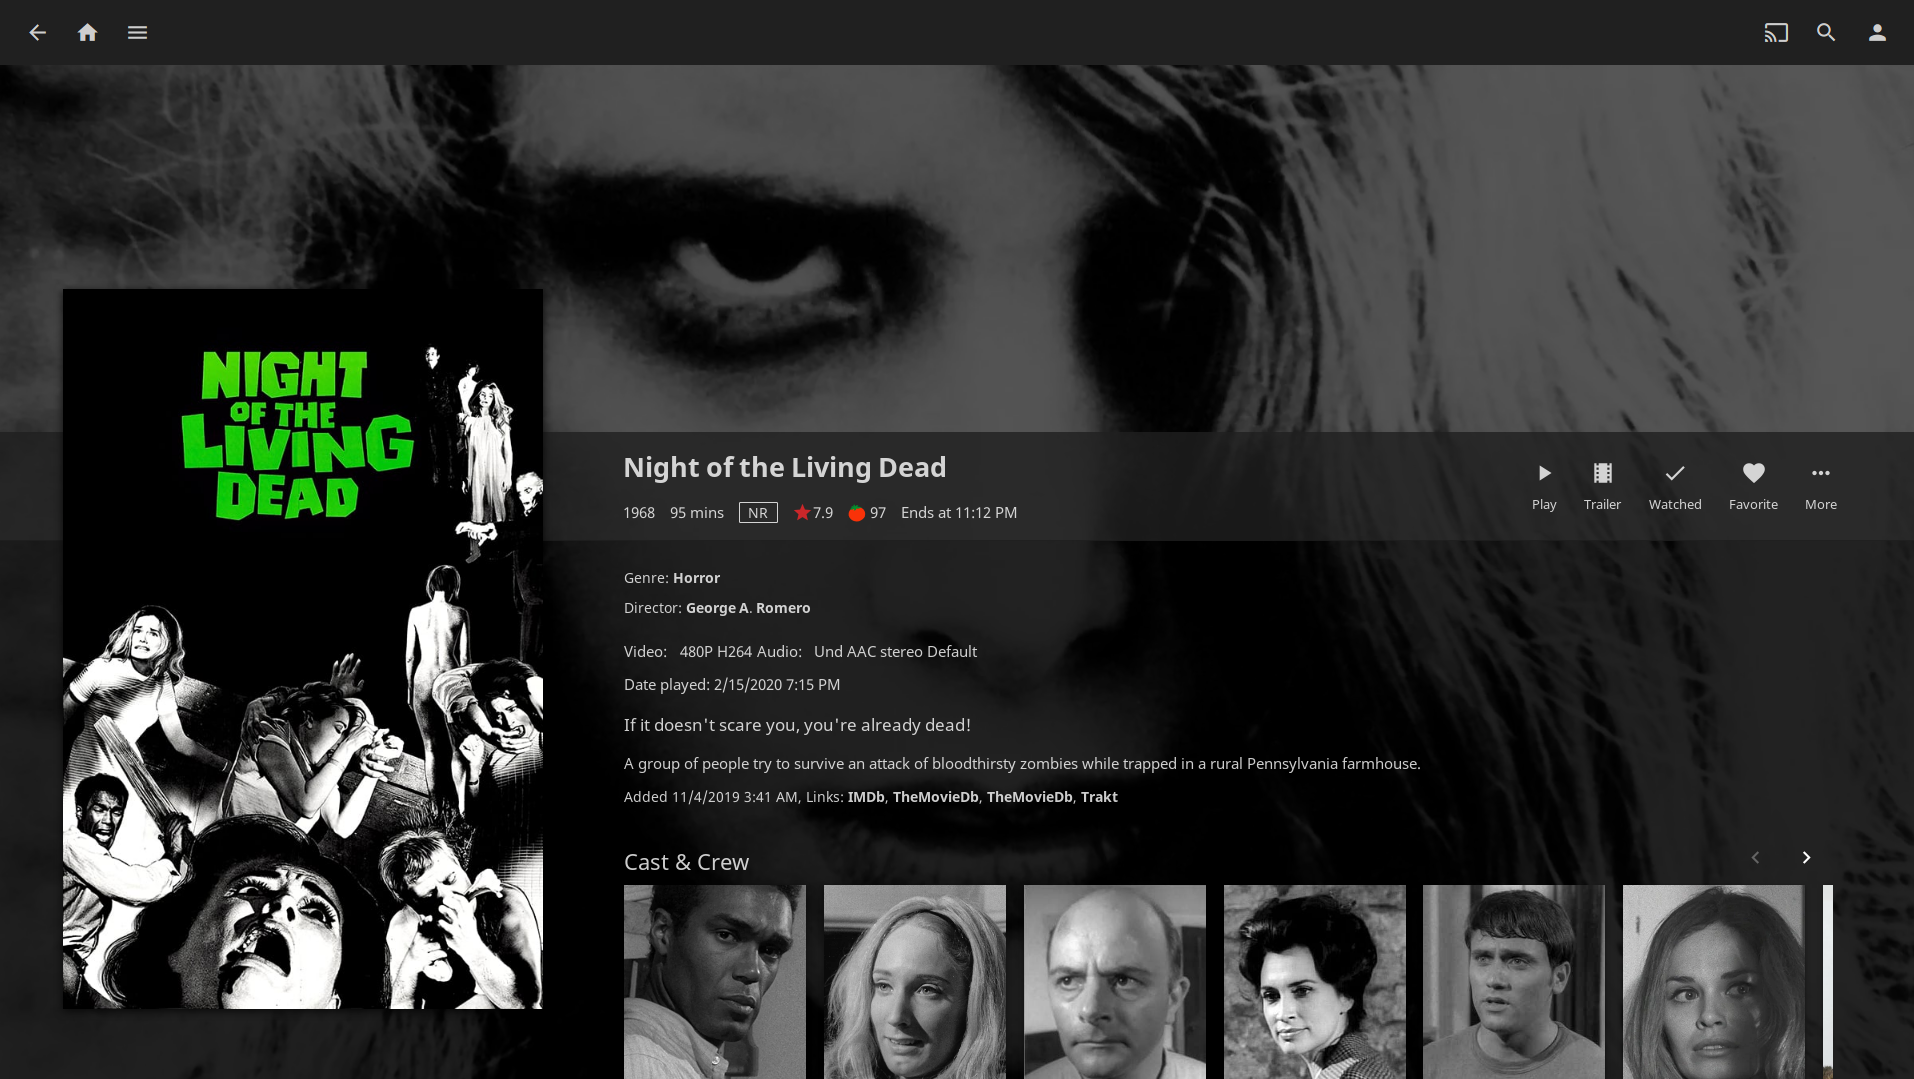 NIGHT
OF THE
LIVING
DEAD
Night of the Living Dead
1968 95 mins NR 7.9 97 Ends at 11:12 PM
Play Trailer Watched Favorite More
Genre: Horror
Director: George A. Romero
Video: 480P H264 Audio: Und AAC stereo Default
Date played: 2/15/2020 7:15 PM
If it doesn't scare you, you're already dead!
A group of people try to survive an attack of bloodthirsty zombies while trapped in a rural Pennsylvania farmhouse.
Added 11/4/2019 3:41 AM, Links: IMDb, TheMovieDb, TheMovieDb, Trakt
Cast & Crew